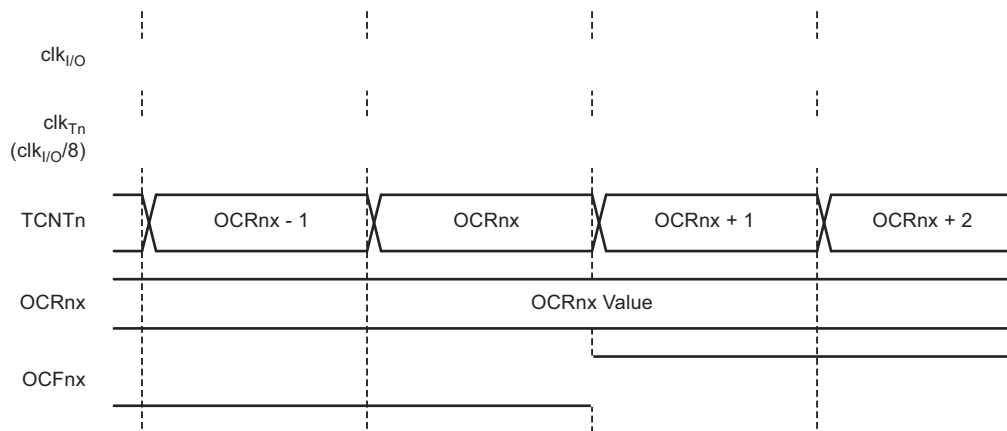 clkI/O
clkTn
(clkI/O/8)
TCNTn OCRnx - 1 OCRnx OCRnx + 1 OCRnx + 2
OCRnx OCRnx Value
OCFnx